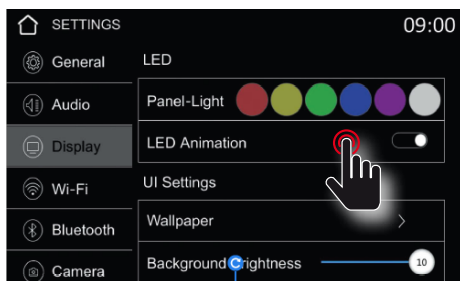 SETTINGS 09:00
General
Audio
Display
Wi-Fi
Bluetooth
Camera
LED
Panel-Light
LED Animation
UI Settings
Wallpaper
Background C rightness 10